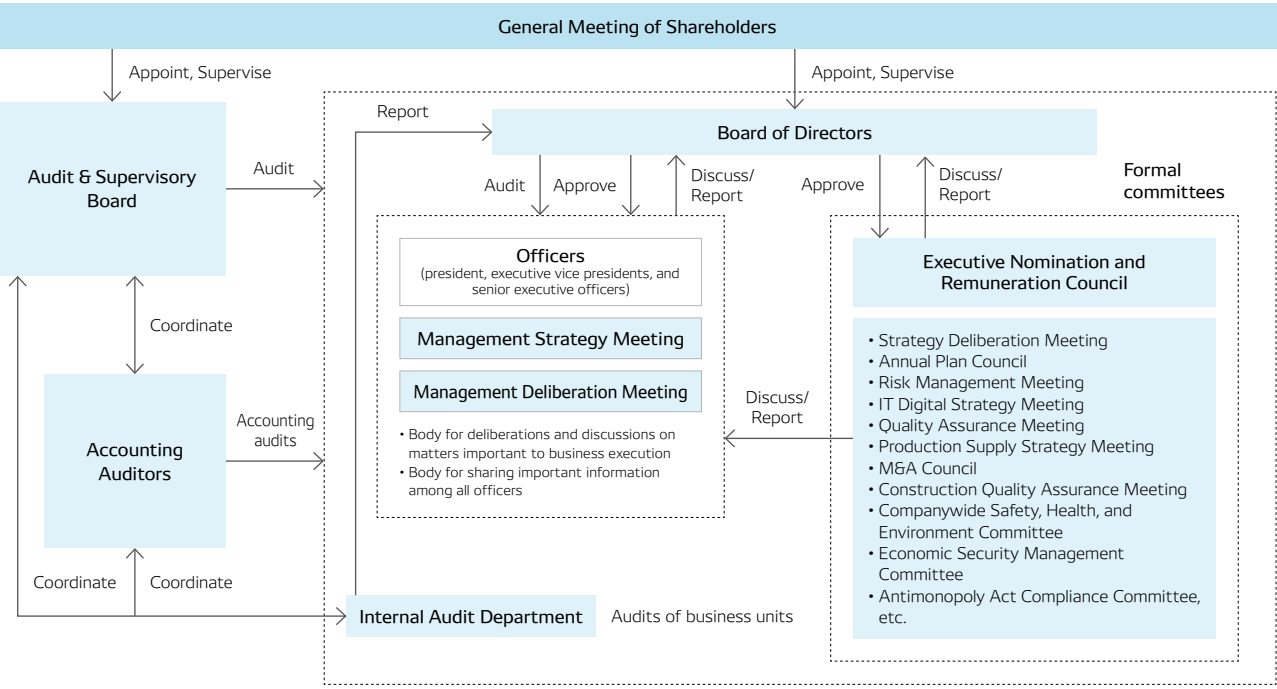 General Meeting of Shareholders
Appoint, Supervise
Appoint, Supervise
Report
Board of Directors
Audit & Supervisory
Board
Audit
Audit
Approve
Discuss/
Report
Approve
Discuss/
Report
Formal
committees
Officers
(president, executive vice presidents, and
senior executive officers)
Management Strategy Meeting
Management Deliberation Meeting
• Body for deliberations and discussions on
matters important to business execution
• Body for sharing important information
among all officers
Executive Nomination and
Remuneration Council
Discuss/
Report
• Strategy Deliberation Meeting
• Annual Plan Council
• Risk Management Meeting
• IT Digital Strategy Meeting
• Quality Assurance Meeting
• Production Supply Strategy Meeting
• M&A Council
• Construction Quality Assurance Meeting
• Companywide Safety, Health, and
Environment Committee
• Economic Security Management
Committee
• Antimonopoly Act Compliance Committee,
etc.
Coordinate
Accounting
Auditors
Accounting
audits
Coordinate
Coordinate
Internal Audit Department
Audits of business units